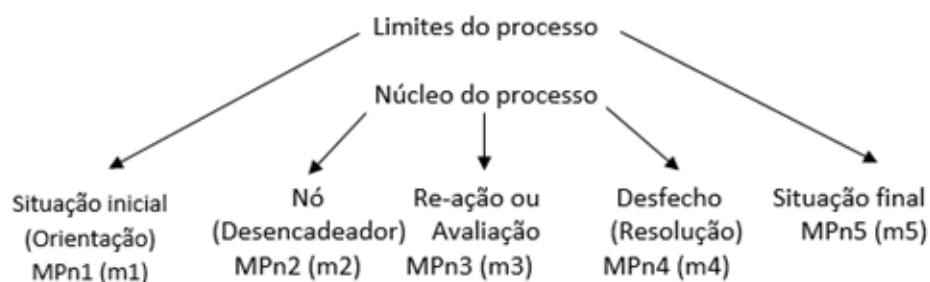 Limites do processo
Núcleo do processo
Situação inicial
(Orientação)
MPn1 (m1)
Nó
(Desencadeador)
MPn2 (m2)
Re-ação ou
Avaliação
MPn3 (m3)
Desfecho
(Resolução)
MPn4 (m4)
Situação final
MPn5 (m5)